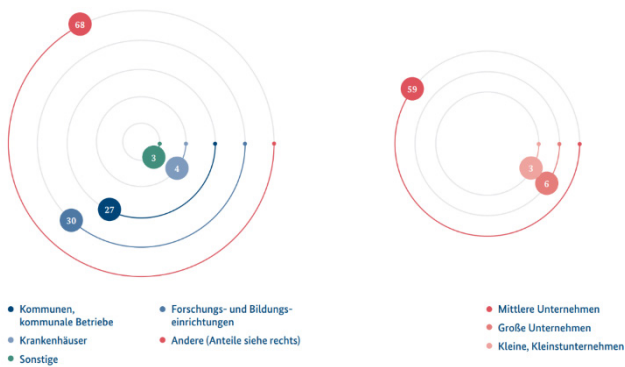 68
3
4
27
30
59
3
6
Kommunen,
kommunale Betriebe
Krankenhäuser
Sonstige
Forschungs- und Bildungs-
einrichtungen
Andere (Anteile siehe rechts)
Mittlere Unternehmen
Große Unternehmen
Kleine, Kleinstunternehmen